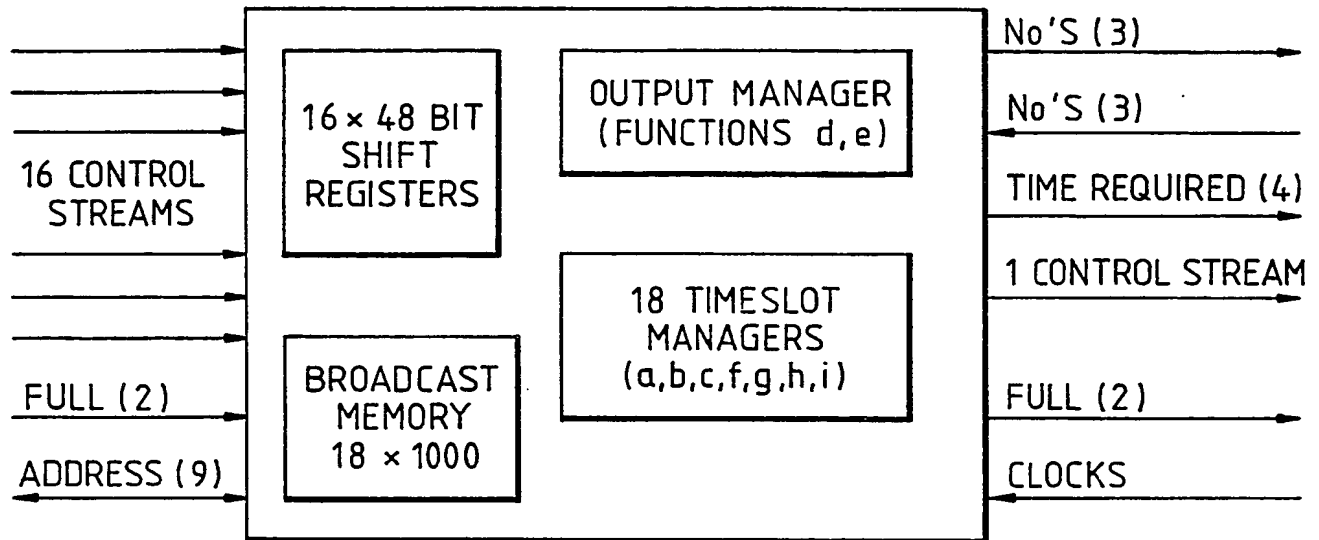 16 CONTROL
STREAMS
FULL (2)
ADDRESS (9)
16 × 48 BIT
SHIFT
REGISTERS
BROADCAST
MEMORY
18 × 1000
OUTPUT MANAGER
(FUNCTIONS d,e)
18 TIMESLOT
MANAGERS
(a,b,c,f,g,h,i)
No'S (3)
No'S (3)
TIME REQUIRED (4)
1 CONTROL STREAM
FULL (2)
CLOCKS